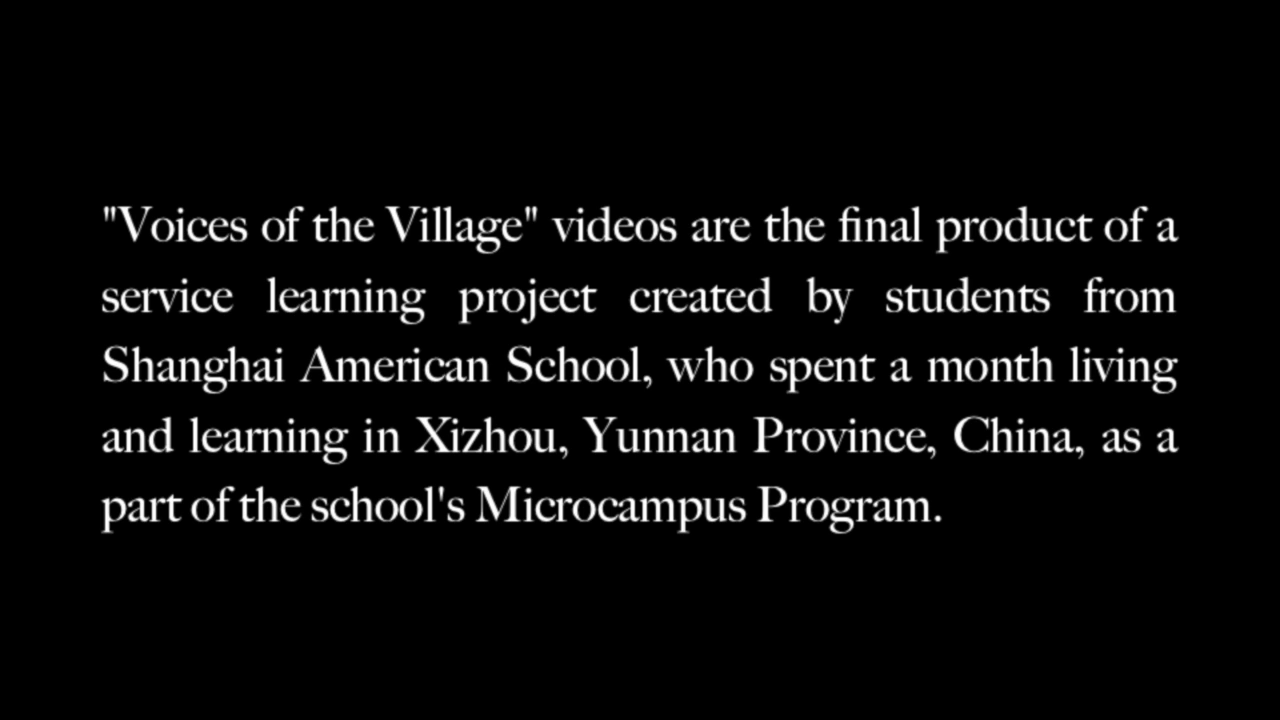 "Voices of the Village" videos are the final product of a
service learning project created by students from
Shanghai American School, who spent a month living
and learning in Xizhou, Yunnan Province, China, as a
part of the school's Microcampus Program.